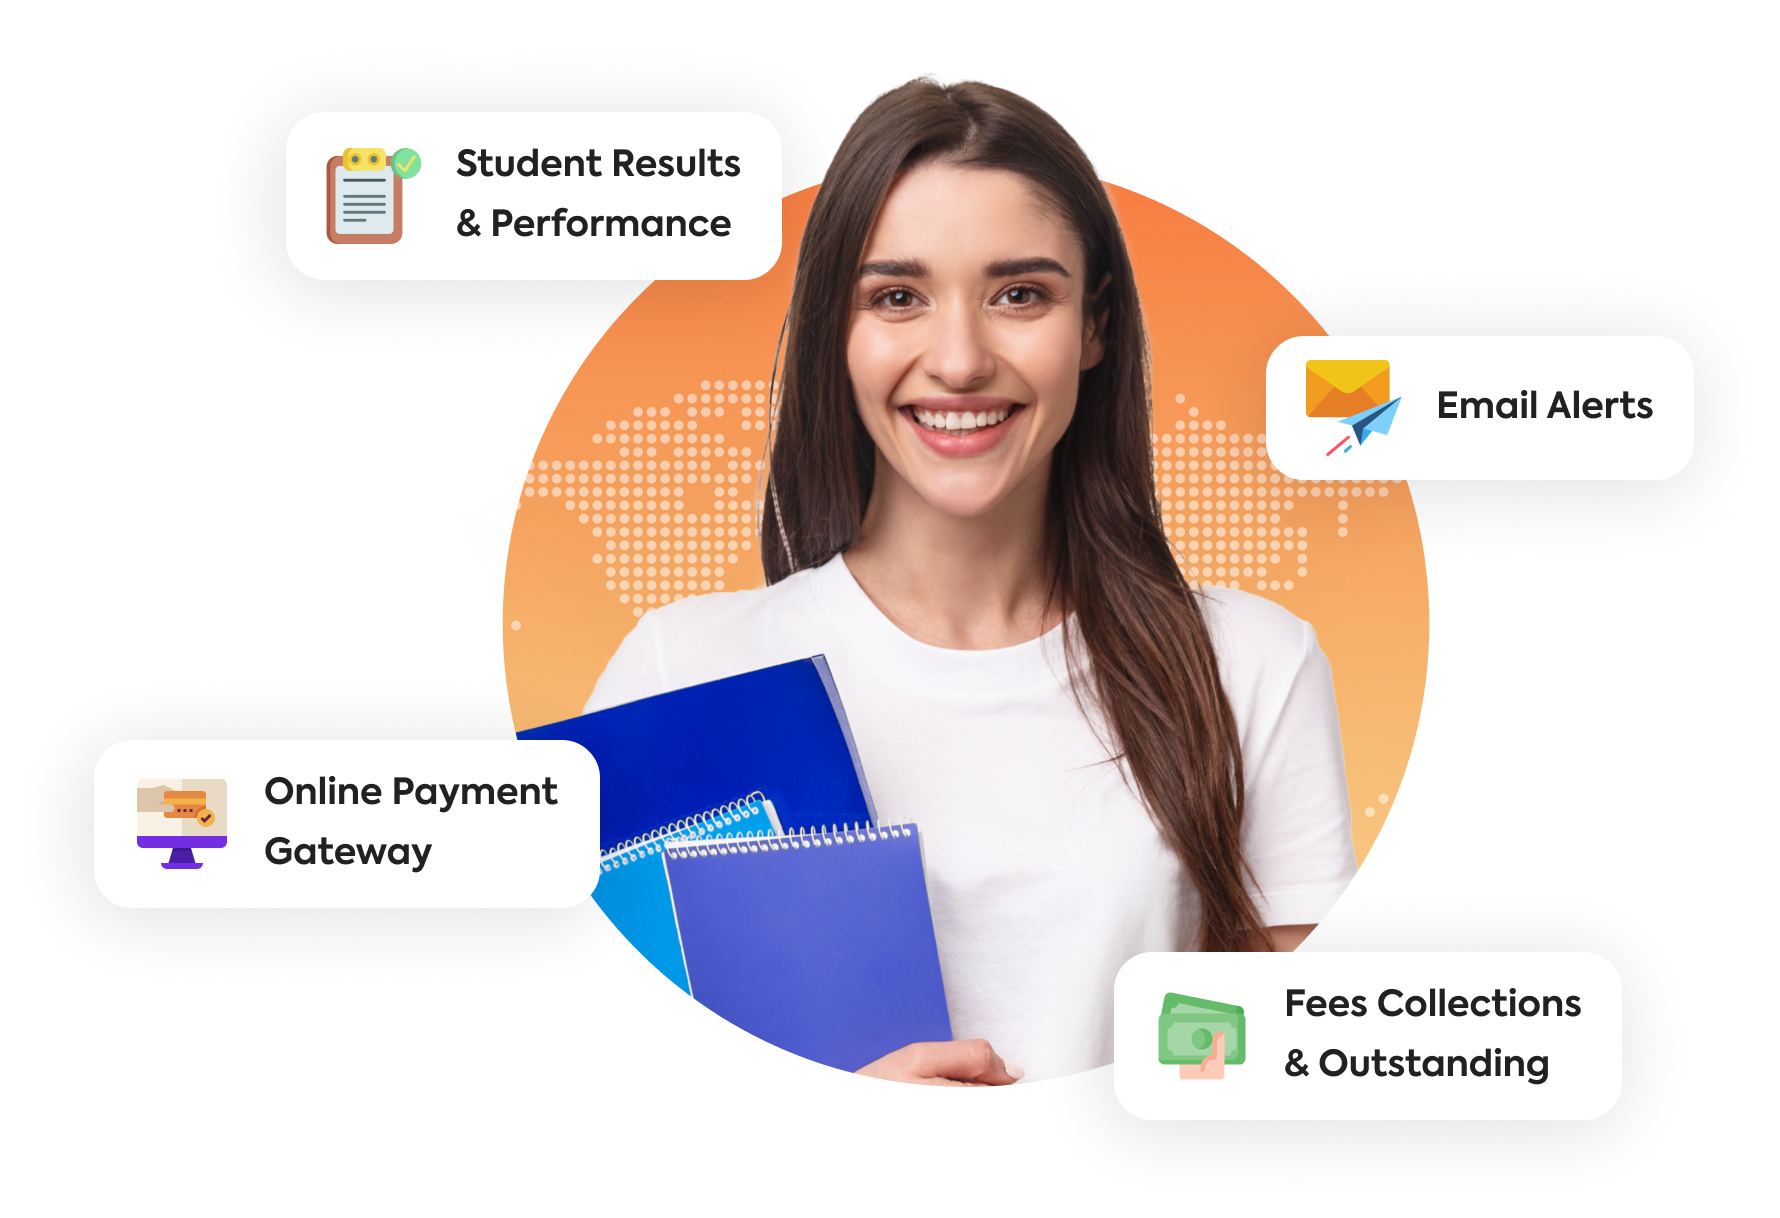 Student Results
& Performance
Email Alerts
Online Payment
Gateway
Fees Collections
& Outstanding